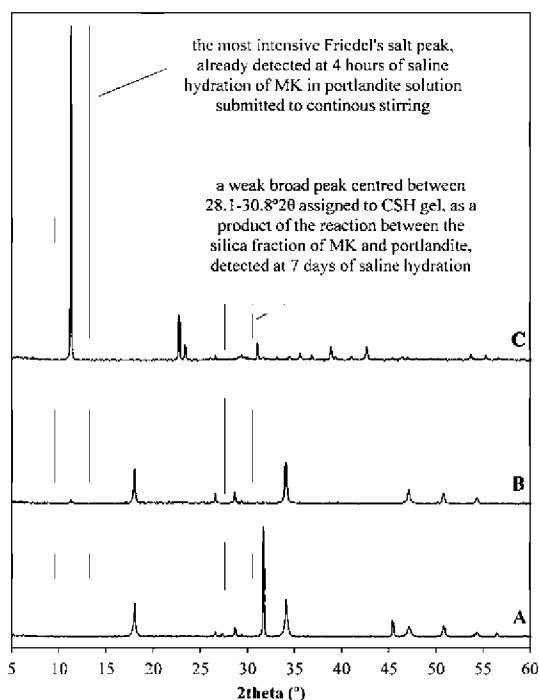 the most intensive Friedel's salt peak,
already detected at 4 hours of saline
hydration of MK in portlandite solution
submitted to continous stirring
a weak broad peak centred between
28.1-30.8°2θ assigned to CSH gel, as a
product of the reaction between the
silica fraction of MK and portlandite,
detected at 7 days of saline hydration
C
B
A
5 10 15 20 25 30 35 40 45 50 55 60
2theta (°)